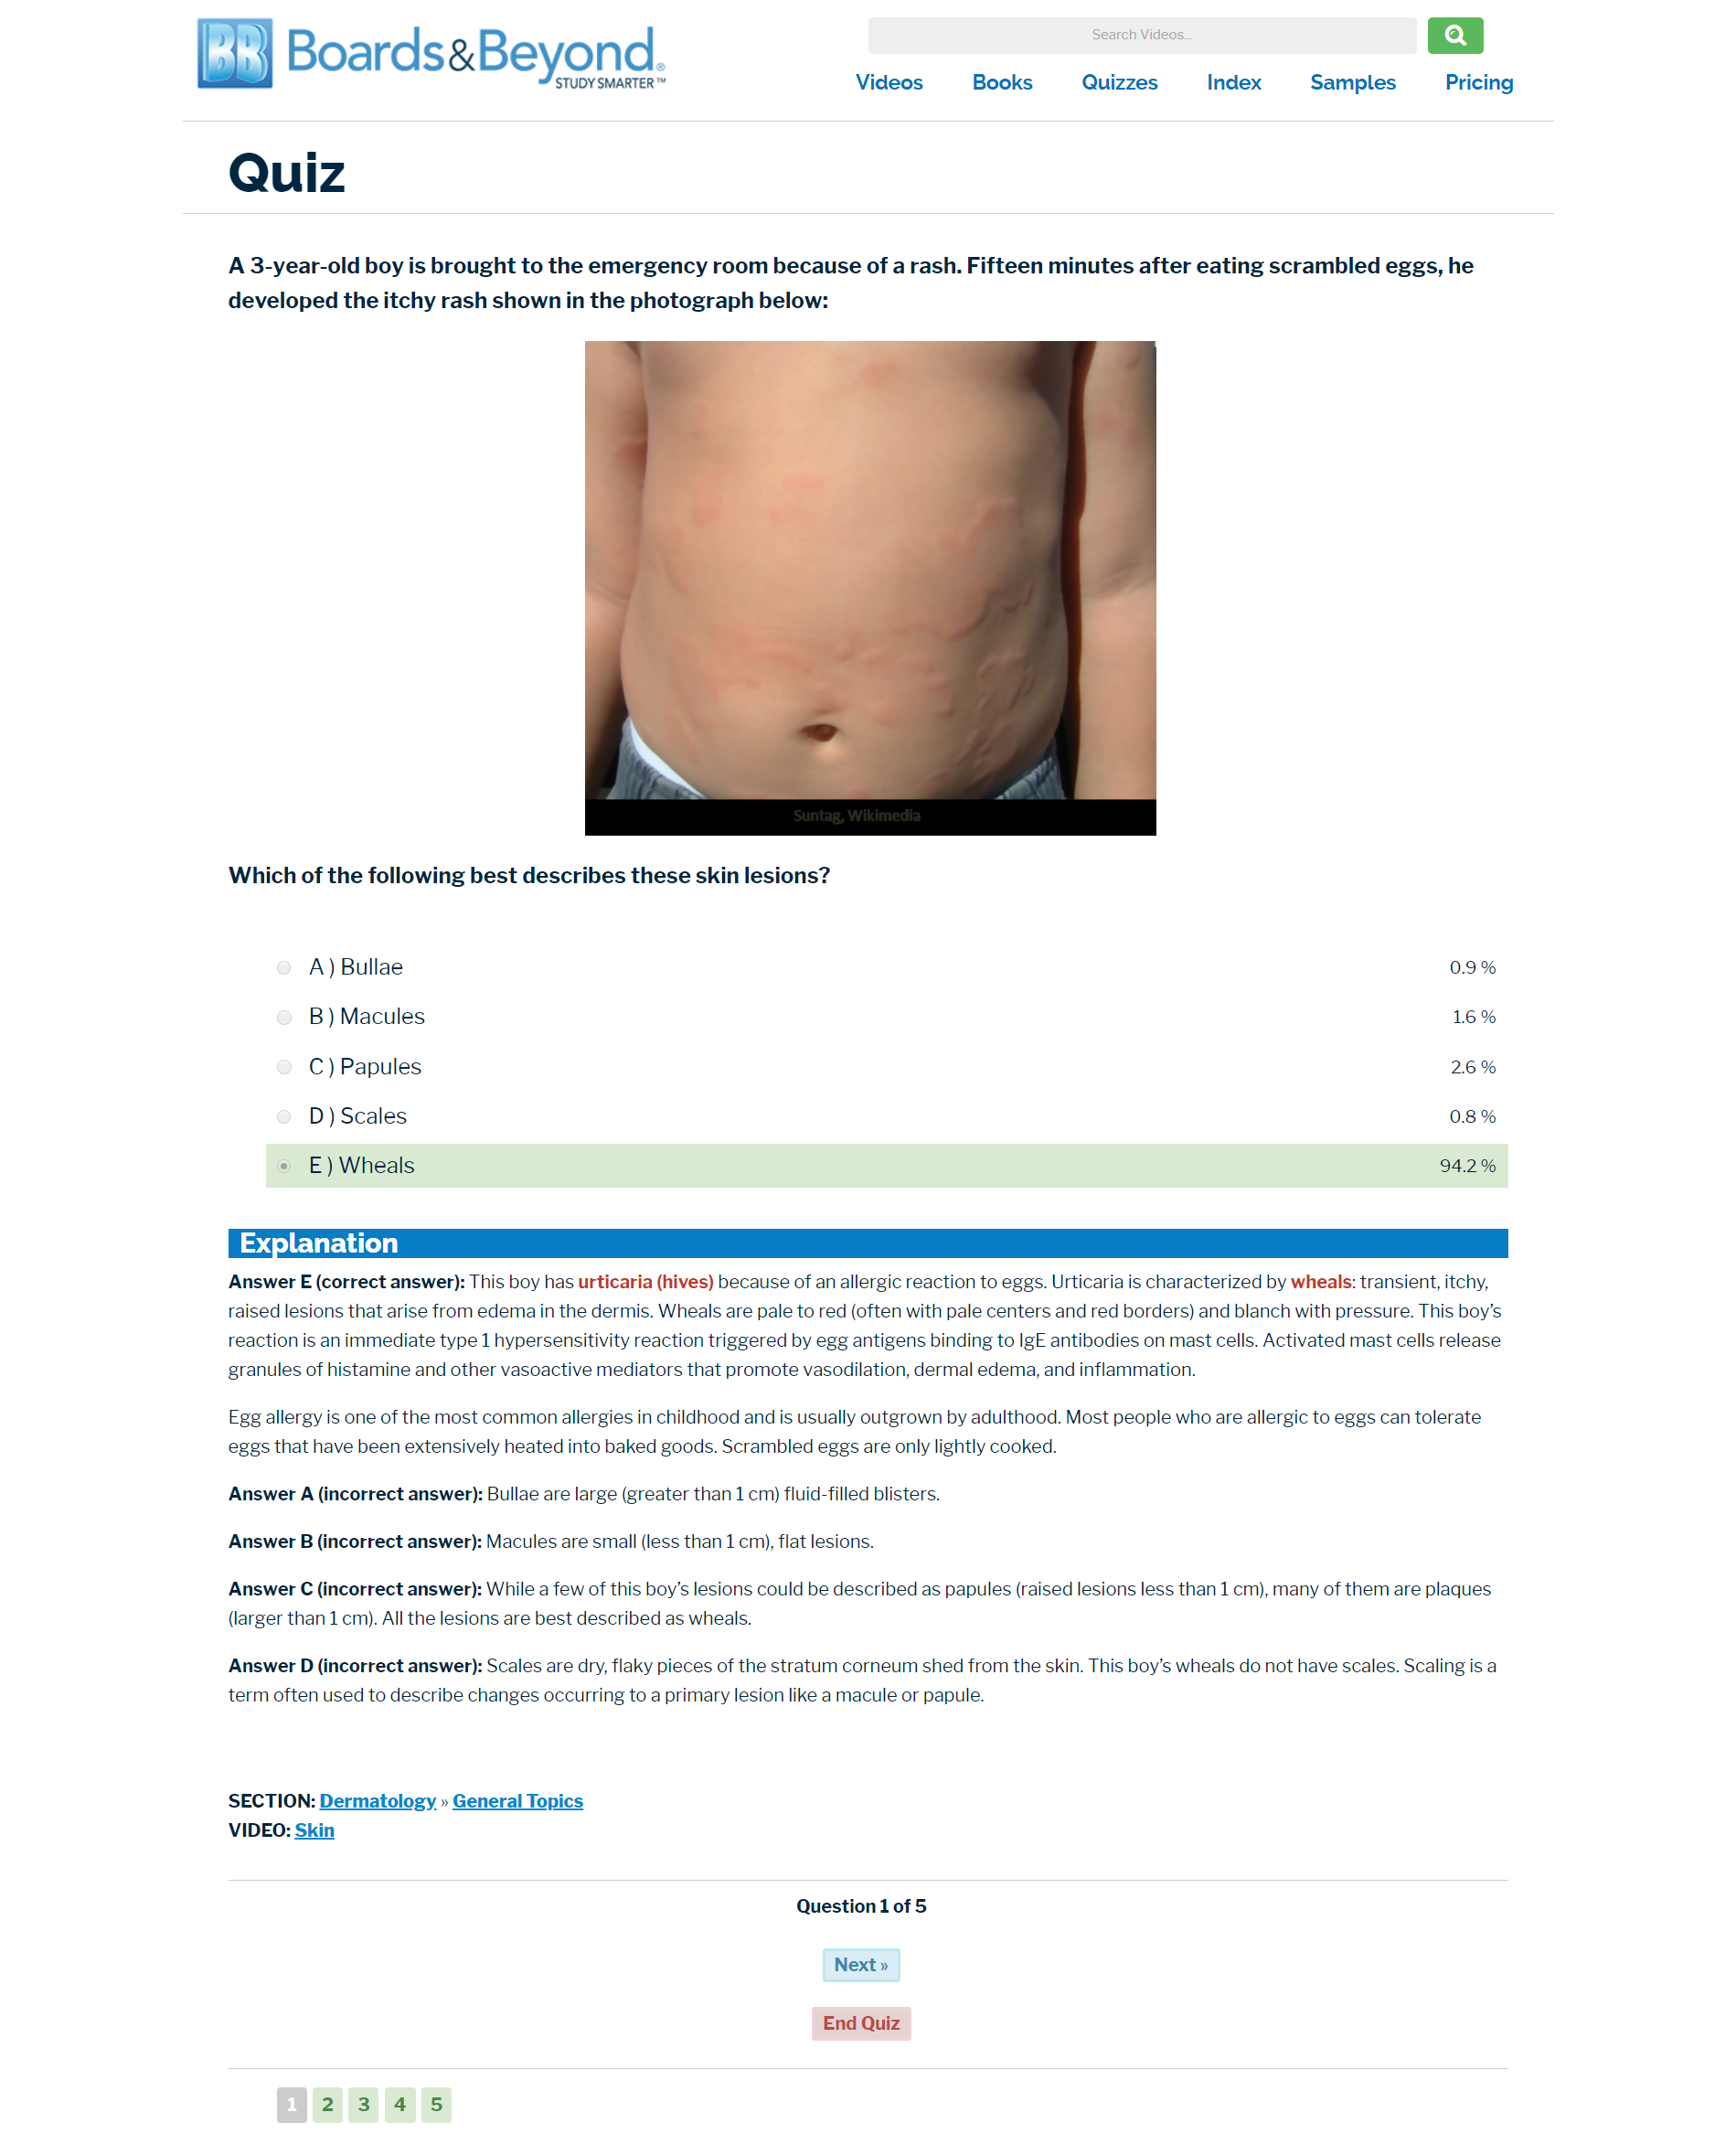 BB Boards&Beyond®
STUDY SMARTER™
Search Videos...
Videos Books Quizzes Index Samples Pricing
Quiz
A 3-year-old boy is brought to the emergency room because of a rash. Fifteen minutes after eating scrambled eggs, he
developed the itchy rash shown in the photograph below:
Suntag, Wikimedia
Which of the following best describes these skin lesions?
A ) Bullae 0.9 %
B ) Macules 1.6 %
C ) Papules 2.6 %
D ) Scales 0.8 %
E ) Wheals 94.2 %
Explanation
Answer E (correct answer): This boy has urticaria (hives) because of an allergic reaction to eggs. Urticaria is characterized by wheals: transient, itchy,
raised lesions that arise from edema in the dermis. Wheals are pale to red (often with pale centers and red borders) and blanch with pressure. This boy’s
reaction is an immediate type 1 hypersensitivity reaction triggered by egg antigens binding to IgE antibodies on mast cells. Activated mast cells release
granules of histamine and other vasoactive mediators that promote vasodilation, dermal edema, and inflammation.
Egg allergy is one of the most common allergies in childhood and is usually outgrown by adulthood. Most people who are allergic to eggs can tolerate
eggs that have been extensively heated into baked goods. Scrambled eggs are only lightly cooked.
Answer A (incorrect answer): Bullae are large (greater than 1 cm) fluid-filled blisters.
Answer B (incorrect answer): Macules are small (less than 1 cm), flat lesions.
Answer C (incorrect answer): While a few of this boy’s lesions could be described as papules (raised lesions less than 1 cm), many of them are plaques
(larger than 1 cm). All the lesions are best described as wheals.
Answer D (incorrect answer): Scales are dry, flaky pieces of the stratum corneum shed from the skin. This boy’s wheals do not have scales. Scaling is a
term often used to describe changes occurring to a primary lesion like a macule or papule.
SECTION: Dermatology » General Topics
VIDEO: Skin
Question 1 of 5
Next »
End Quiz
1 2 3 4 5